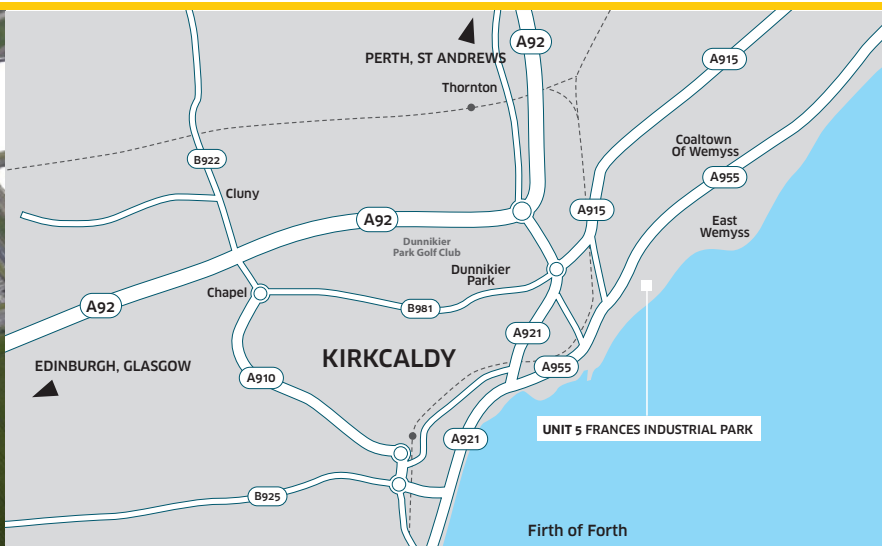 A92
A915
PERTH, ST ANDREWS
Thornton
Coaltown
Of Wemyss
B922
A955
Cluny
A92
A915
East
Wemyss
Dunnikier
Park Golf Club
Dunnikier
Park
Chapel
A92
B981
A921
KIRKCALDY
EDINBURGH, GLASGOW
A955
A910
UNIT 5 FRANCES INDUSTRIAL PARK
A921
B925
Firth of Forth